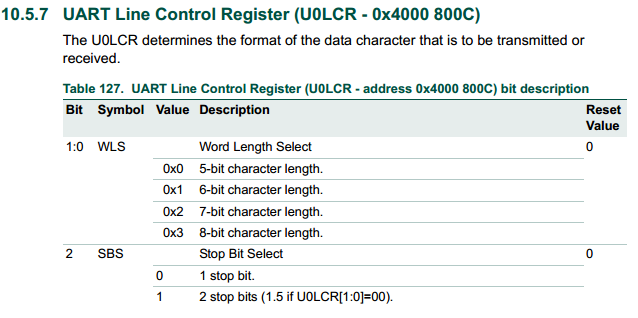 10.5.7 UART Line Control Register (U0LCR - 0x4000 800C)
The U0LCR determines the format of the data character that is to be transmitted or
received.
Table 127. UART Line Control Register (U0LCR - address 0x4000 800C) bit description
Bit Symbol Value Description Reset
Value
1:0 WLS Word Length Select 0
0x0 5-bit character length.
0x1 6-bit character length.
0x2 7-bit character length.
0x3 8-bit character length.
2 SBS Stop Bit Select 0
0 1 stop bit.
1 2 stop bits (1.5 if U0LCR[1:0]=00).